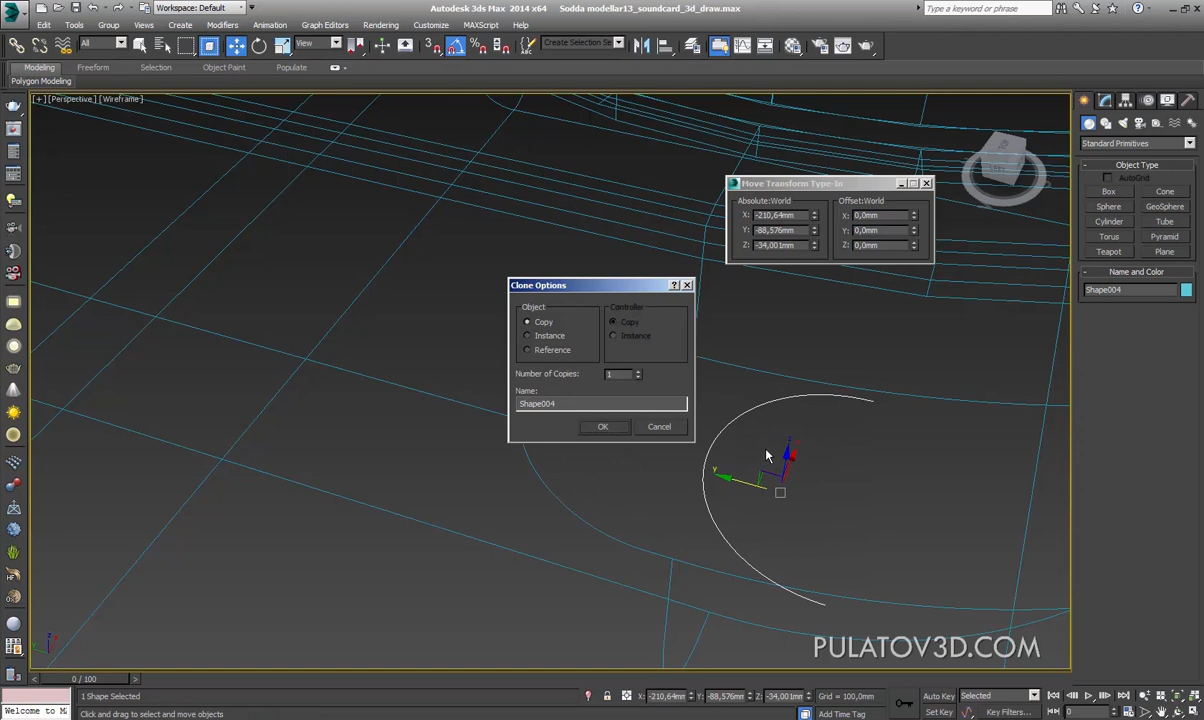 Workspace: Default
Autodesk 3ds Max 2014 x64
Sodda modellar13_soundcard_3d_draw.max
Type a keyword or phrase
Edit Tools Group Views Create Modifiers Animation Graph Editors Rendering Customize MAXScript Help
All
View
Create Selection Se
Modeling Freeform Selection Object Paint Populate
Polygon Modeling
[+] [Perspective] [Wireframe]
Standard Primitives
Object Type
AutoGrid
Box Cone
Sphere GeoSphere
Cylinder Tube
Torus Pyramid
Teapot Plane
Name and Color
Shape004
Move Transform Type-In
Absolute:World Offset:World
X: -210,64mm X: 0,0mm
Y: -88,576mm Y: 0,0mm
Z: -34,001mm Z: 0,0mm
Clone Options
Object Controller
Copy Copy
Instance Instance
Reference
Number of Copies: 1
Name:
Shape004
OK Cancel
z
y
PULATOV3D.COM
0 / 100
1 Shape Selected
X: -210,64mm Y: -88,576mm Z: -34,001mm Grid = 100,0mm
Auto Key Selected
Welcome to M
Click and drag to select and move objects
Add Time Tag
Set Key Key Filters...
0